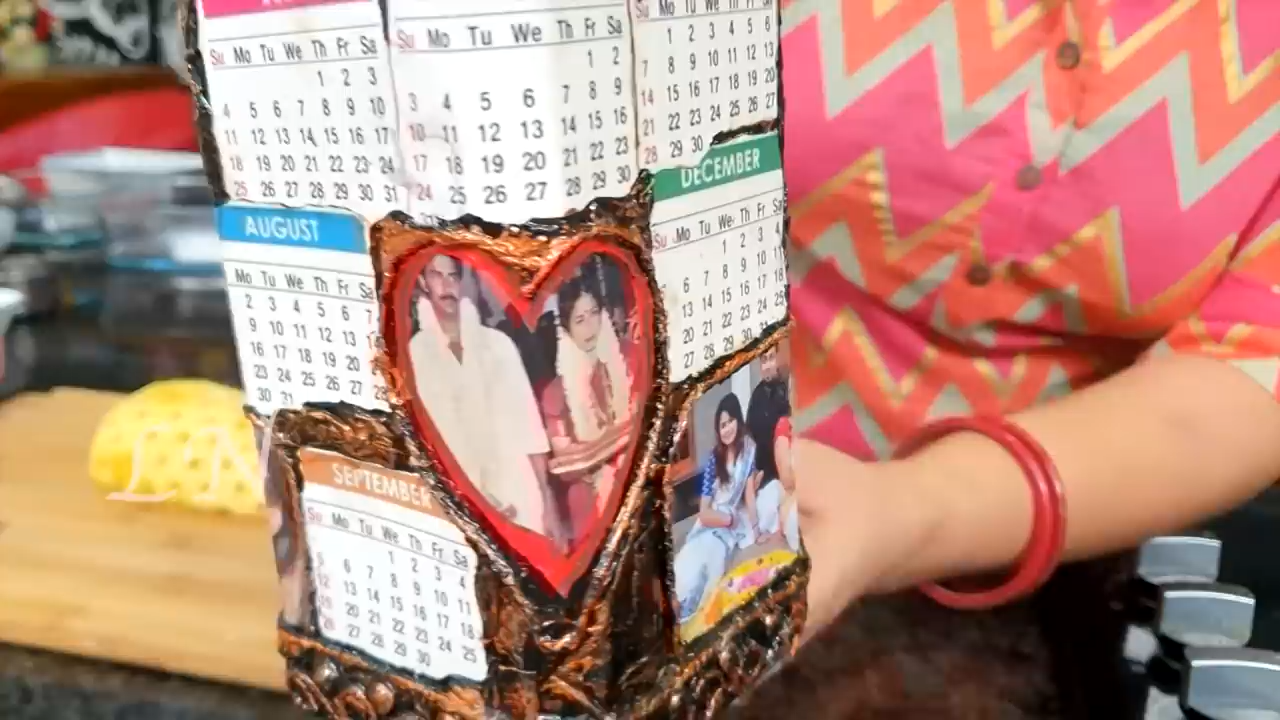 Su Mo Tu We Th Fr Sa
1 2 3
4 5 6 7 8 9 10
11 12 13 14 15 16 17
18 19 20 21 22 23 24
25 26 27 28 29 30 31
Su Mo Tu We Th Fr Sa
1 2
3 4 5 6 7 8 9
10 11 12 13 14 15 16
17 18 19 20 21 22 23
24 25 26 27 28 29 30
Su Mo Tu We Th Fr Sa
1 2 3 4 5 6
7 8 9 10 11 12 13
14 15 16 17 18 19 20
21 22 23 24 25 26 27
28 29 30
DECEMBER
Su Mo Tu We Th Fr Sa
1 2 3 4
6 7 8 9 10 11
13 14 15 16 17 18
20 21 22 23 24 25
27 28 29 30
AUGUST
Mo Tu We Th Fr Sa
2 3 4 5 6 7
9 10 11 12 13 14
16 17 18 19 20
23 24 25 26 27 28
30 31
SEPTEMBER
Su Mo Tu We Th Fr Sa
1 2 3 4
6 7 8 9 10 11
12 13 14 15 16 17 18
19 20 21 22 23 24 25
26 27 28 29 30
L'N